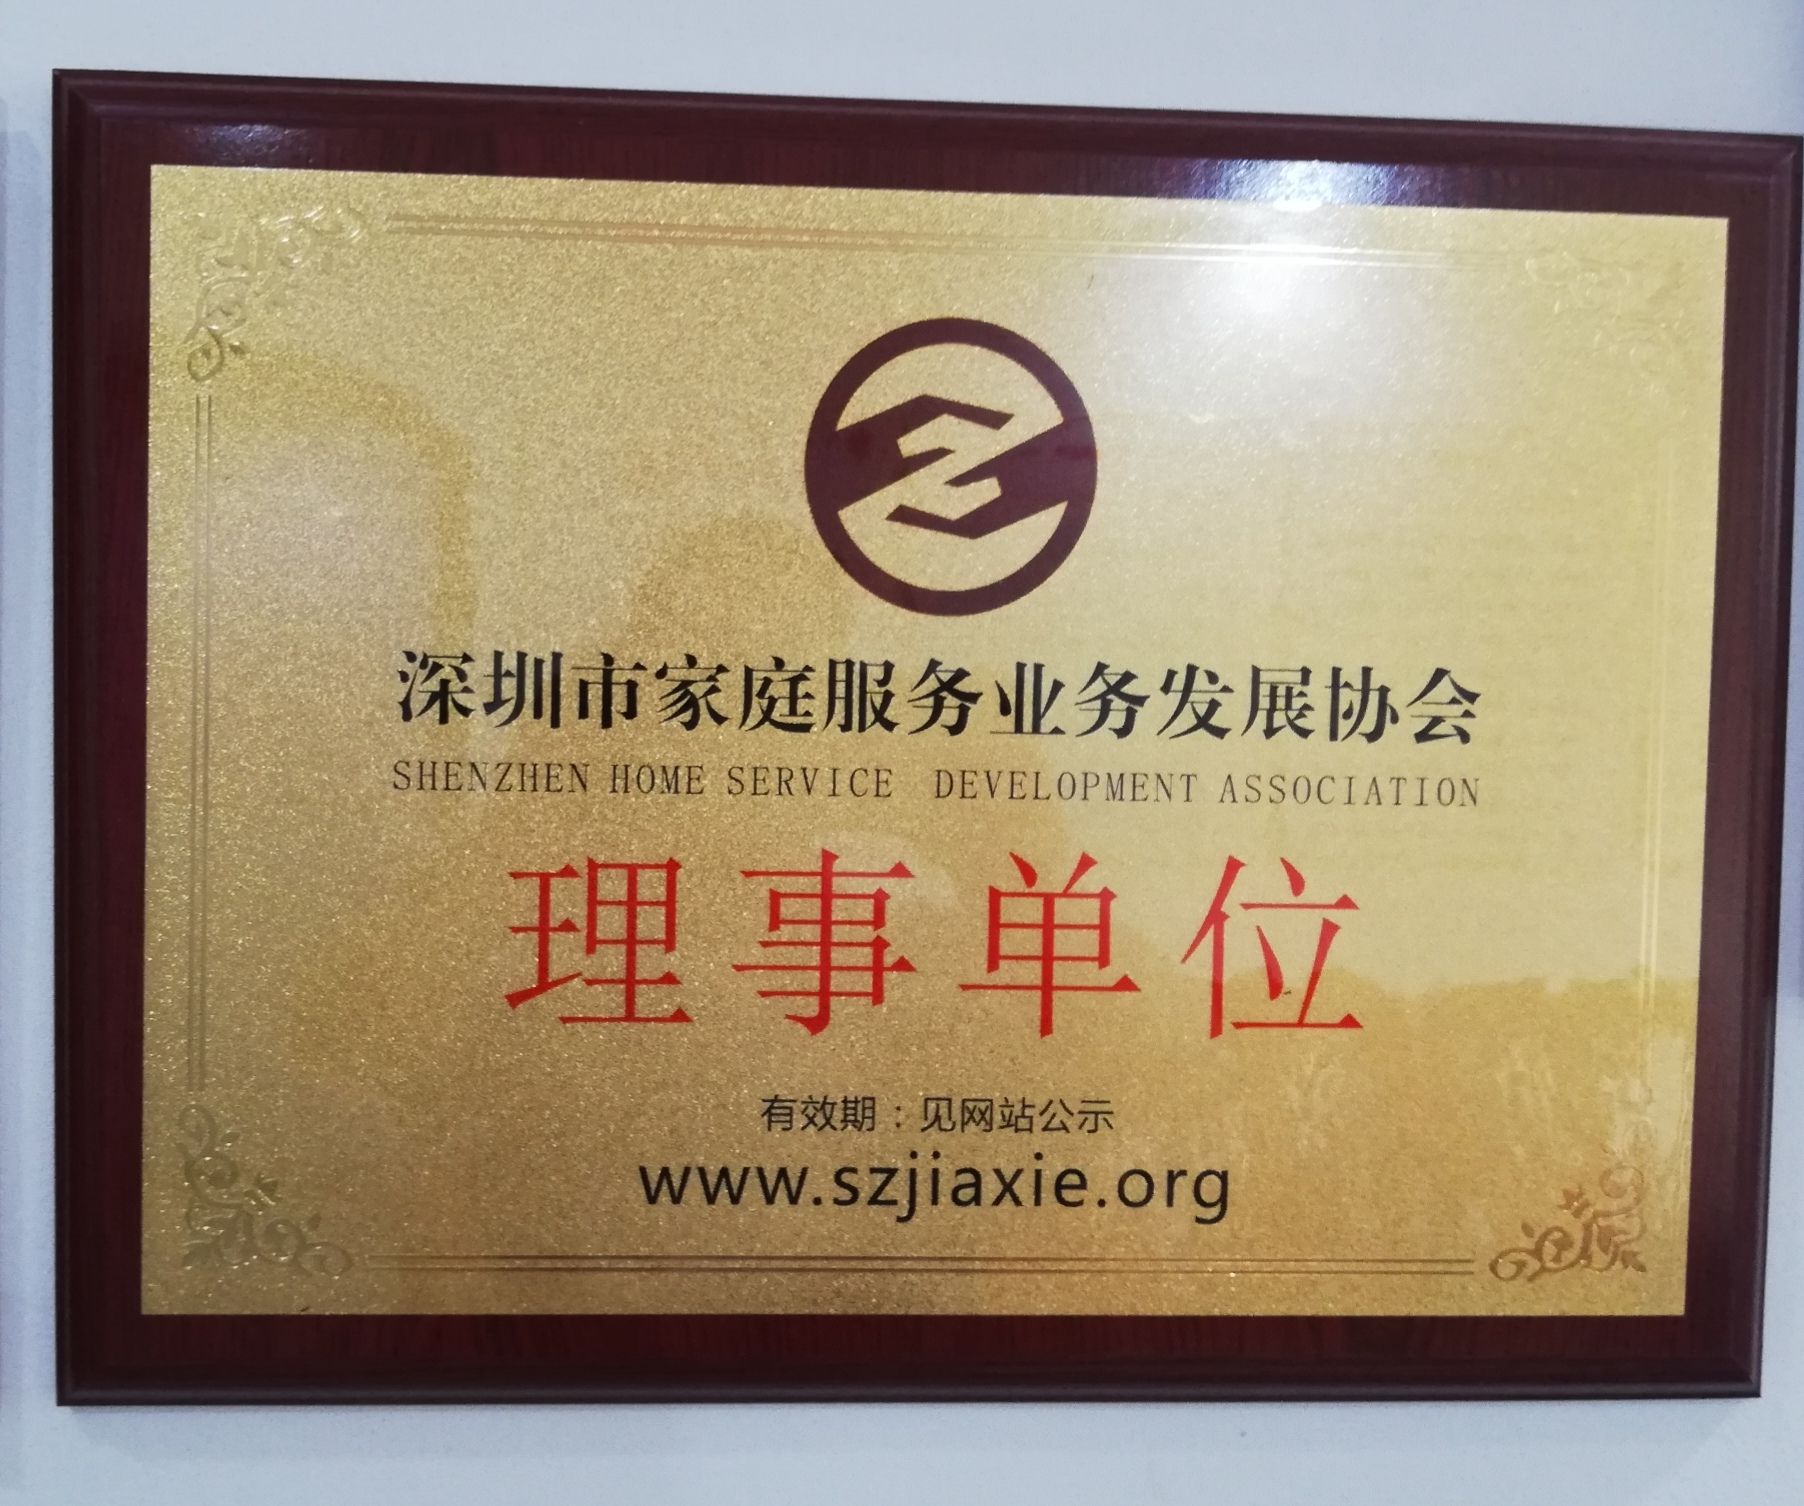 深圳市家庭服务业务发展协会
SHENZHEN HOME SERVICE DEVELOPMENT ASSOCIATION
理事单位
有效期：见网站公示
www.szjiaxie.org